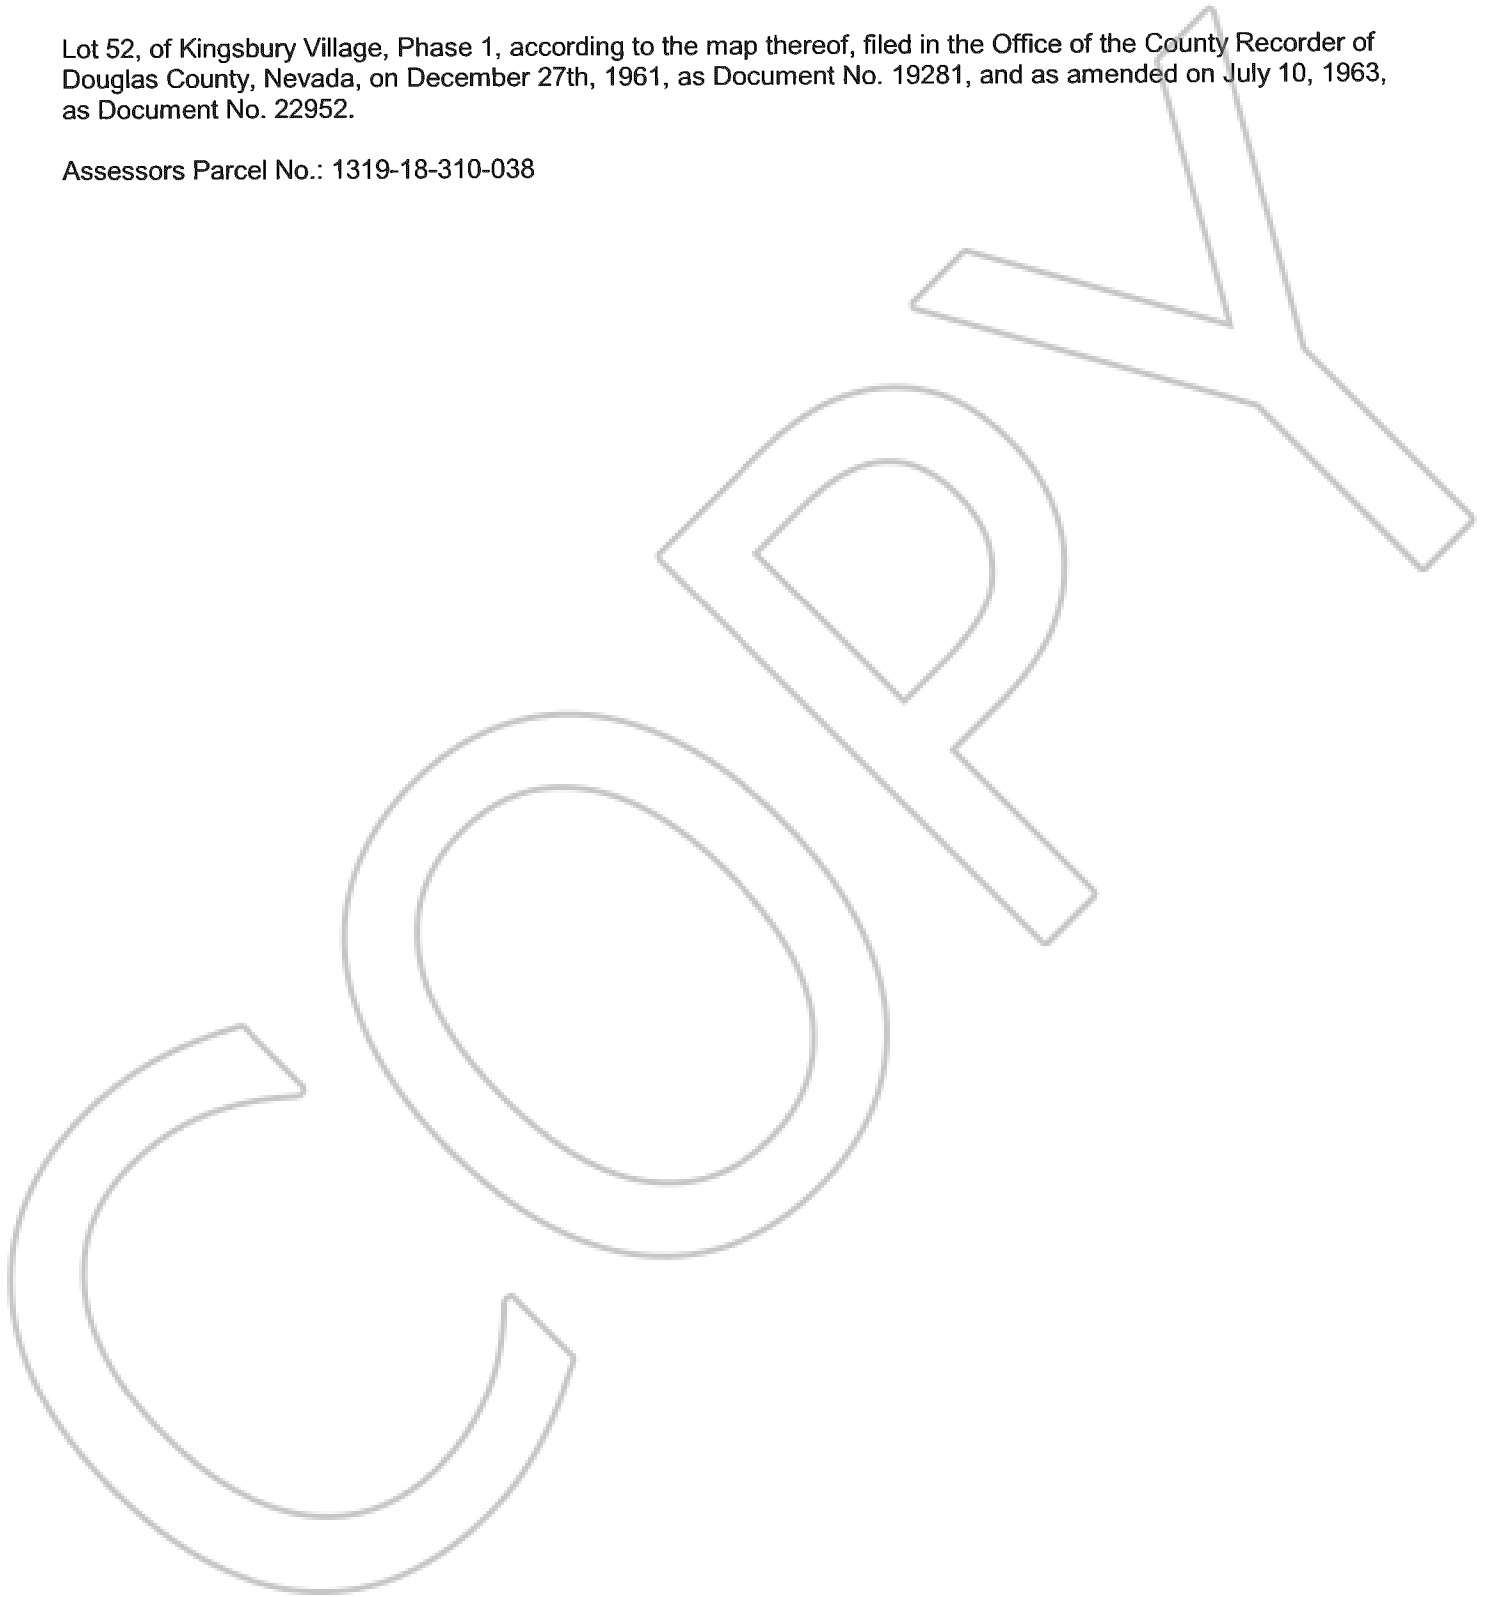 Lot 52, of Kingsbury Village, Phase 1, according to the map thereof, filed in the Office of the County Recorder of
Douglas County, Nevada, on December 27th, 1961, as Document No. 19281, and as amended on July 10, 1963,
as Document No. 22952.
Assessors Parcel No.: 1319-18-310-038
COPY